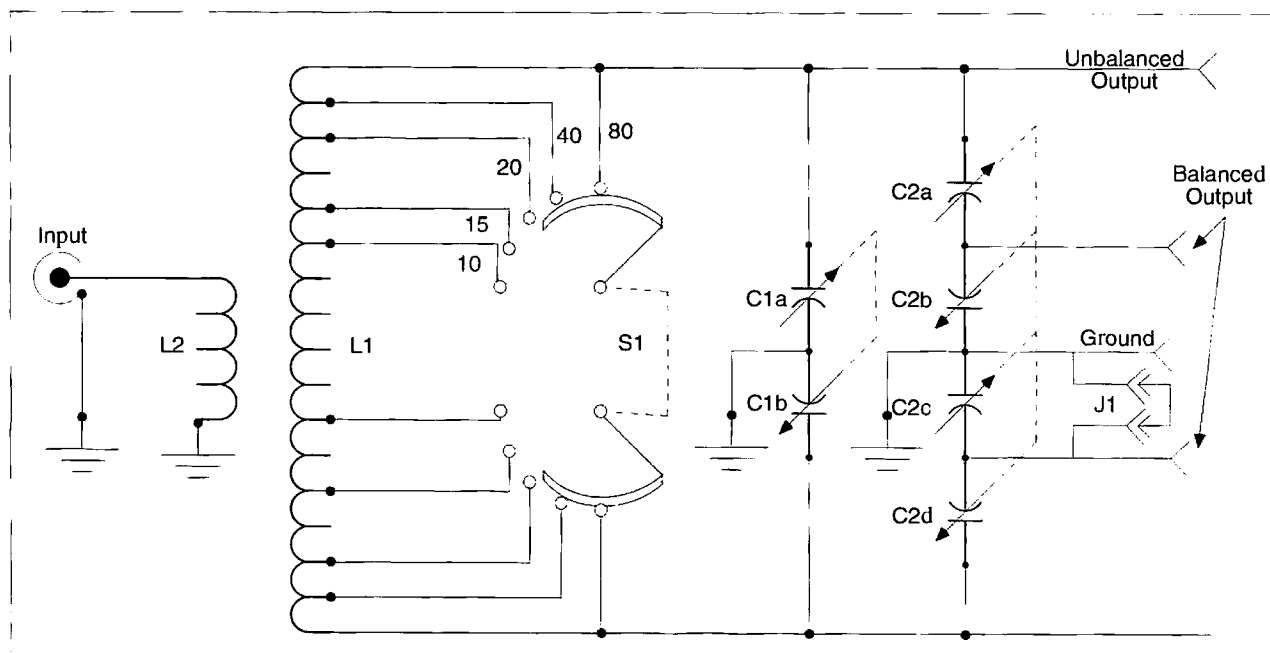 Unbalanced
Output
40
80
20
C2a
Balanced
Output
15
Input
10
C1a
C2b
L2
L1
S1
Ground
C1b
C2c
J1
C2d